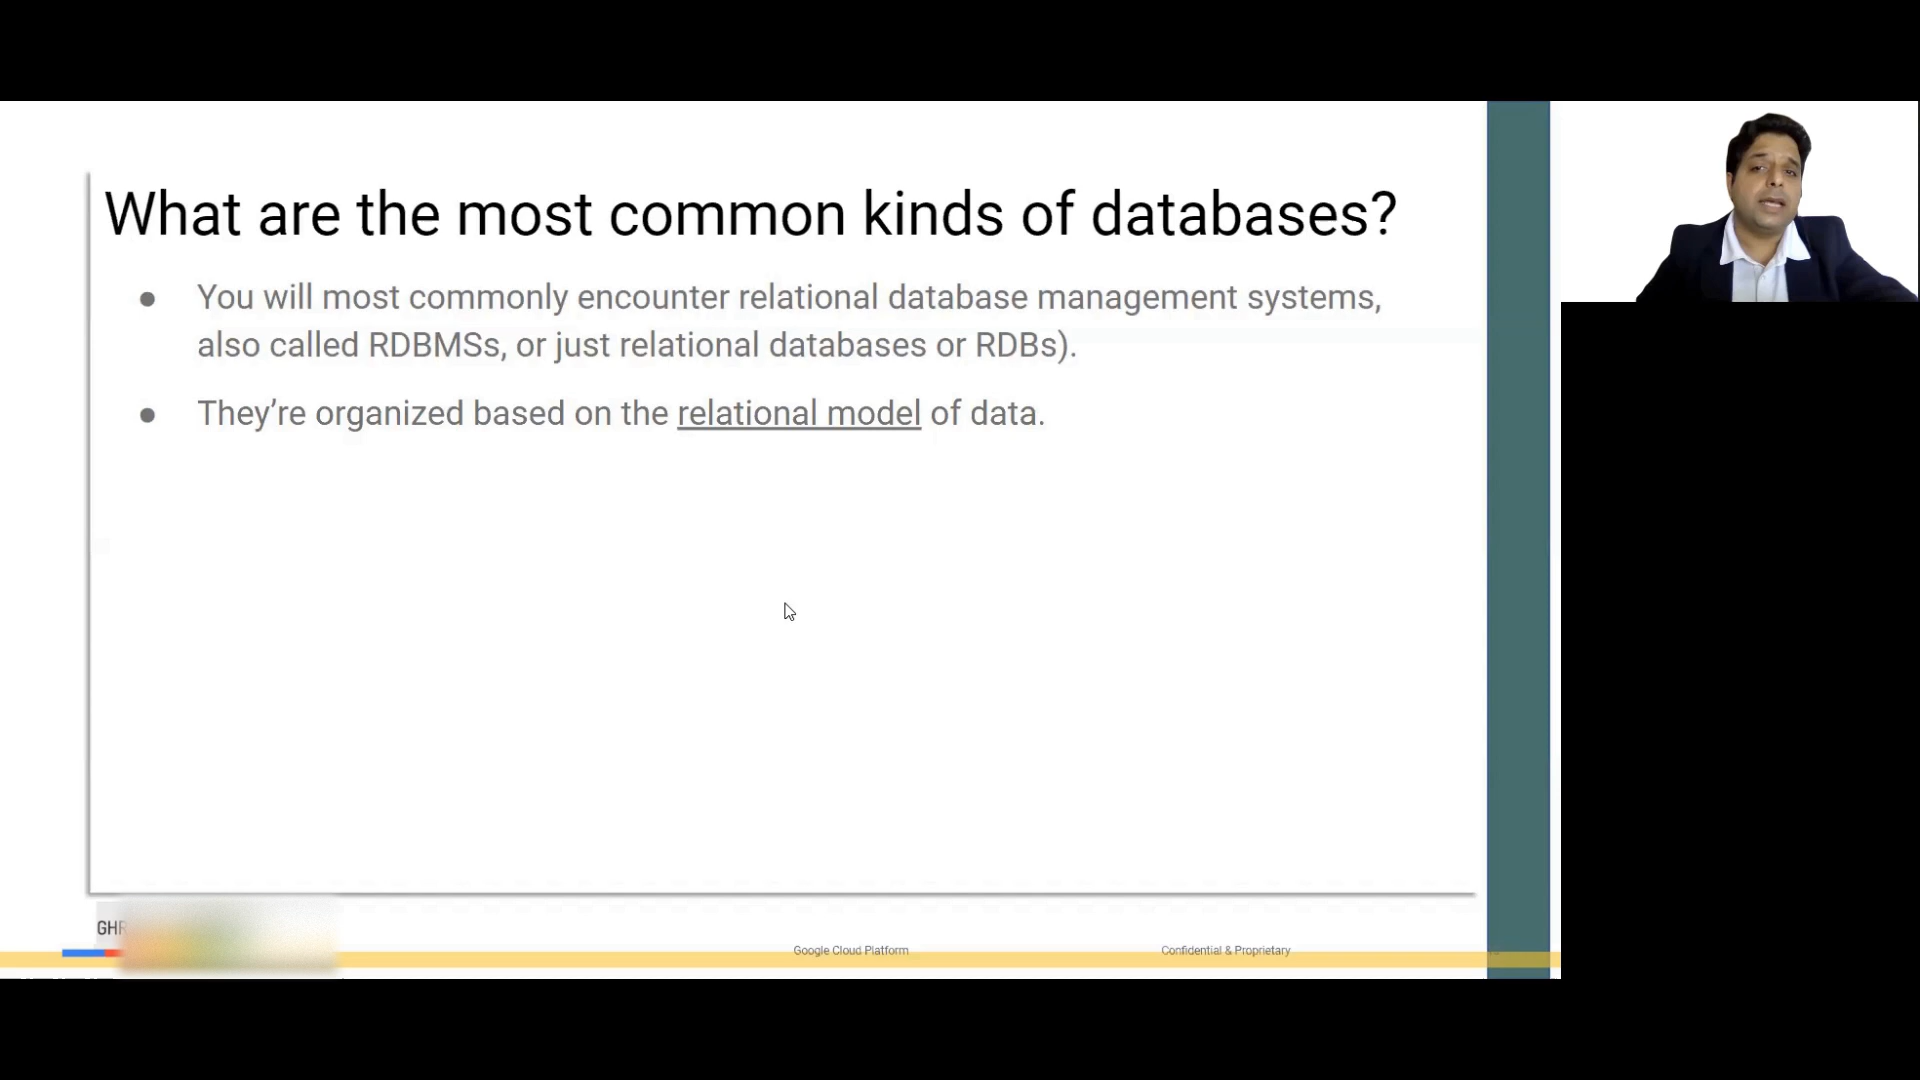 What are the most common kinds of databases?
● You will most commonly encounter relational database management systems,
also called RDBMSs, or just relational databases or RDBs).
● They’re organized based on the relational model of data.
Google Cloud Platform
Confidential & Proprietary